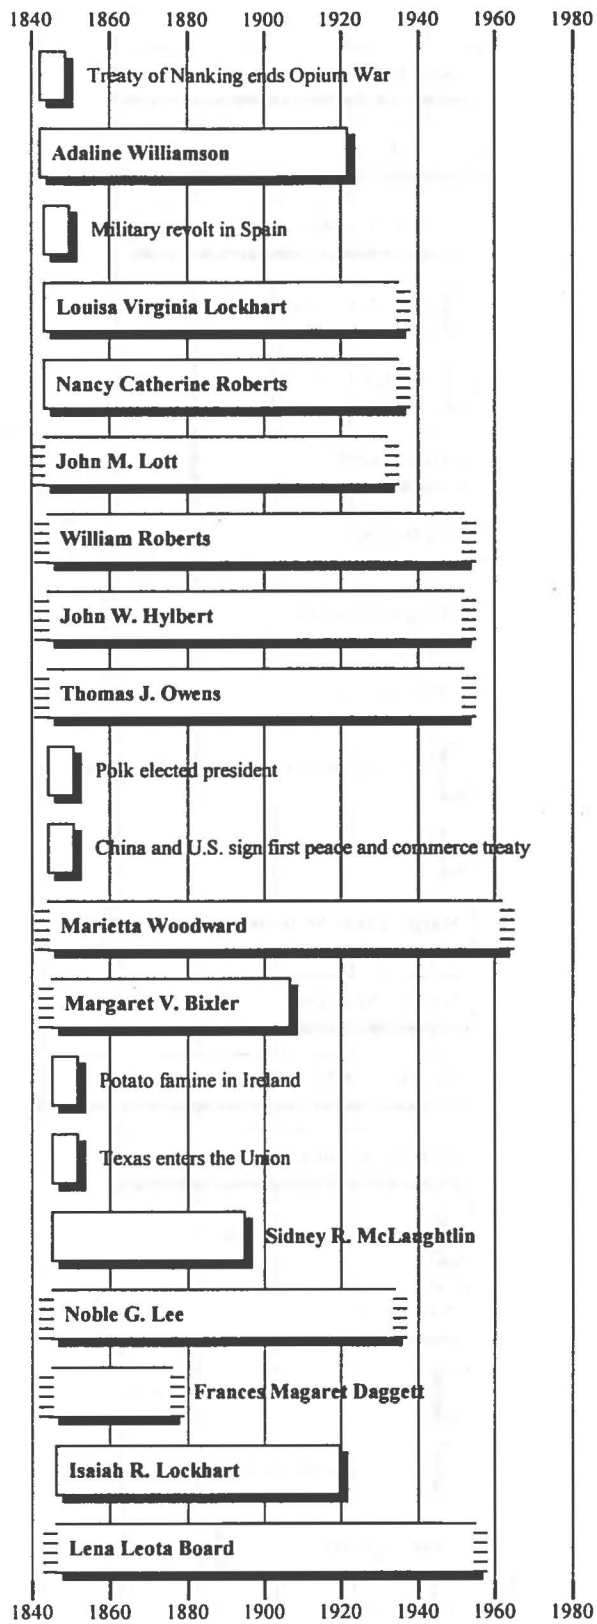 1840 1860 1880 1900 1920 1940 1960 1980
Treaty of Nanking ends Opium War
Adaline Williamson
Military revolt in Spain
Louisa Virginia Lockhart
Nancy Catherine Roberts
John M. Lott
William Roberts
John W. Hylbert
Thomas J. Owens
Polk elected president
China and U.S. sign first peace and commerce treaty
Marietta Woodward
Margaret V. Bixler
Potato famine in Ireland
Texas enters the Union
Sidney R. McLaughtlin
Noble G. Lee
Frances Magaret Daggett
Isaiah R. Lockhart
Lena Leota Board
1840 1860 1880 1900 1920 1940 1960 1980